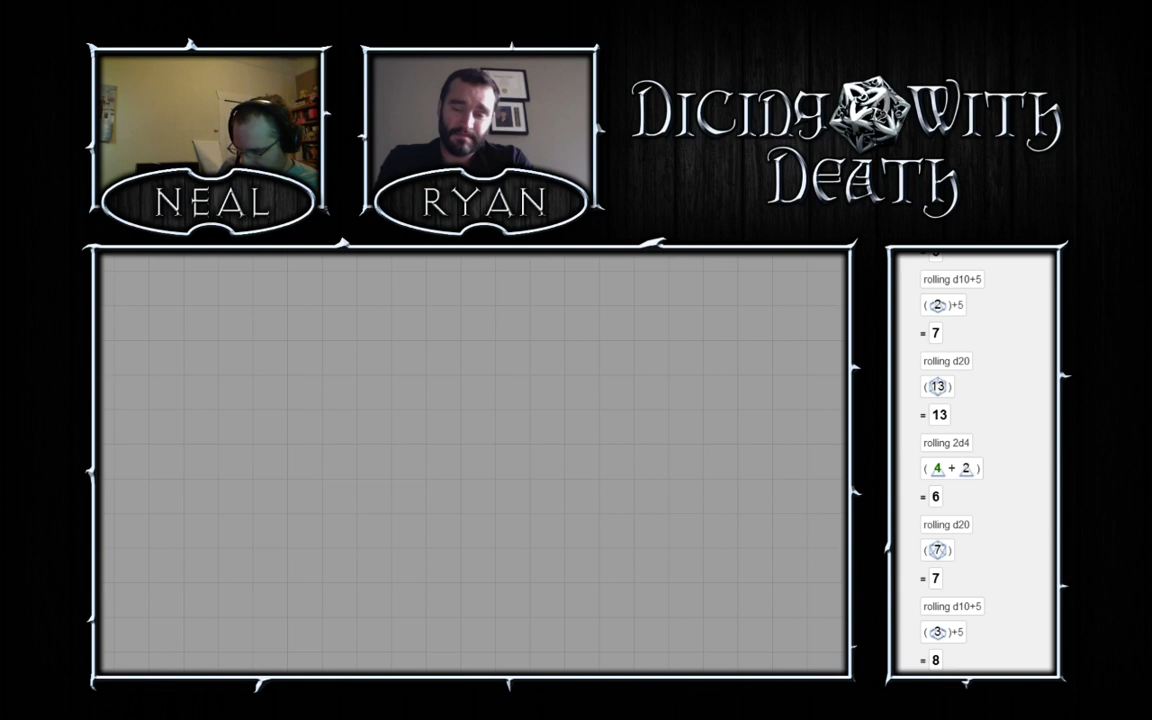 NEAL
RYAN
DICING WITH
DEATH
rolling d10+5
(2)+5
= 7
rolling d20
(13)
= 13
rolling 2d4
(4 + 2)
= 6
rolling d20
(7)
= 7
rolling d10+5
(3)+5
= 8